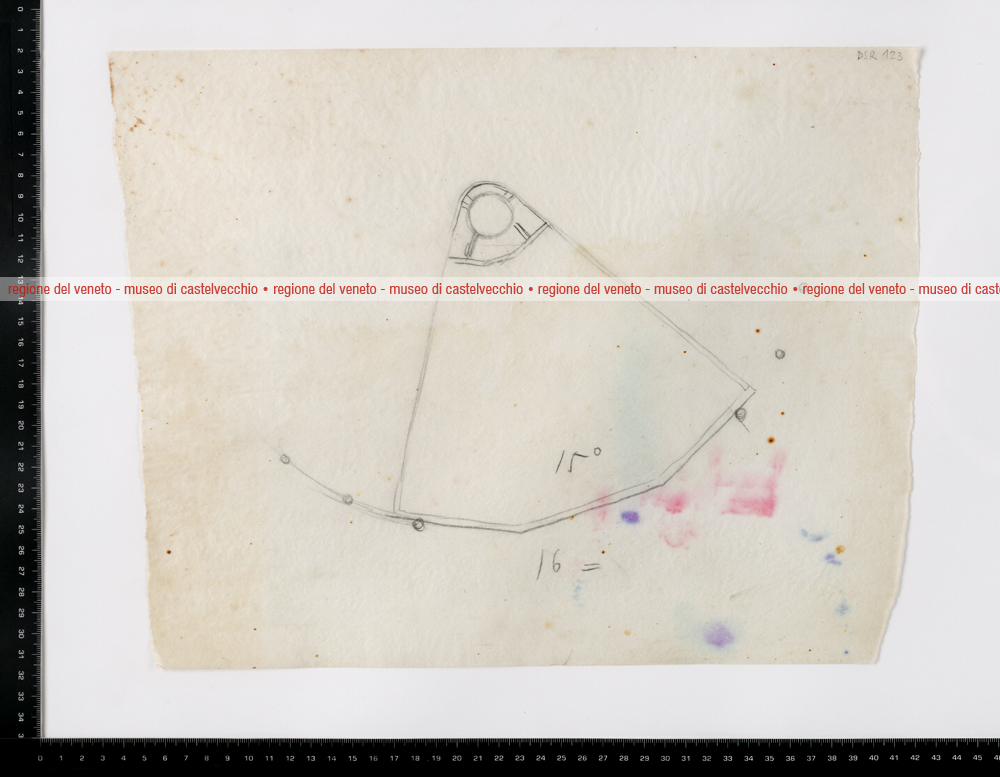 DSR 123
regione del veneto - museo di castelvecchio • regione del veneto - museo di castelvecchio • regione del veneto - museo di castelvecchio • regione del veneto - museo di cast
15°
16 =
0 1 2 3 4 5 6 7 8 9 10 11 12 13 14 15 16 17 18 19 20 21 22 23 24 25 26 27 28 29 30 31 32 33 34 3
0 1 2 3 4 5 6 7 8 9 10 11 12 13 14 15 16 17 18 19 20 21 22 23 24 25 26 27 28 29 30 31 32 33 34 35 36 37 38 39 40 41 42 43 44 45 46